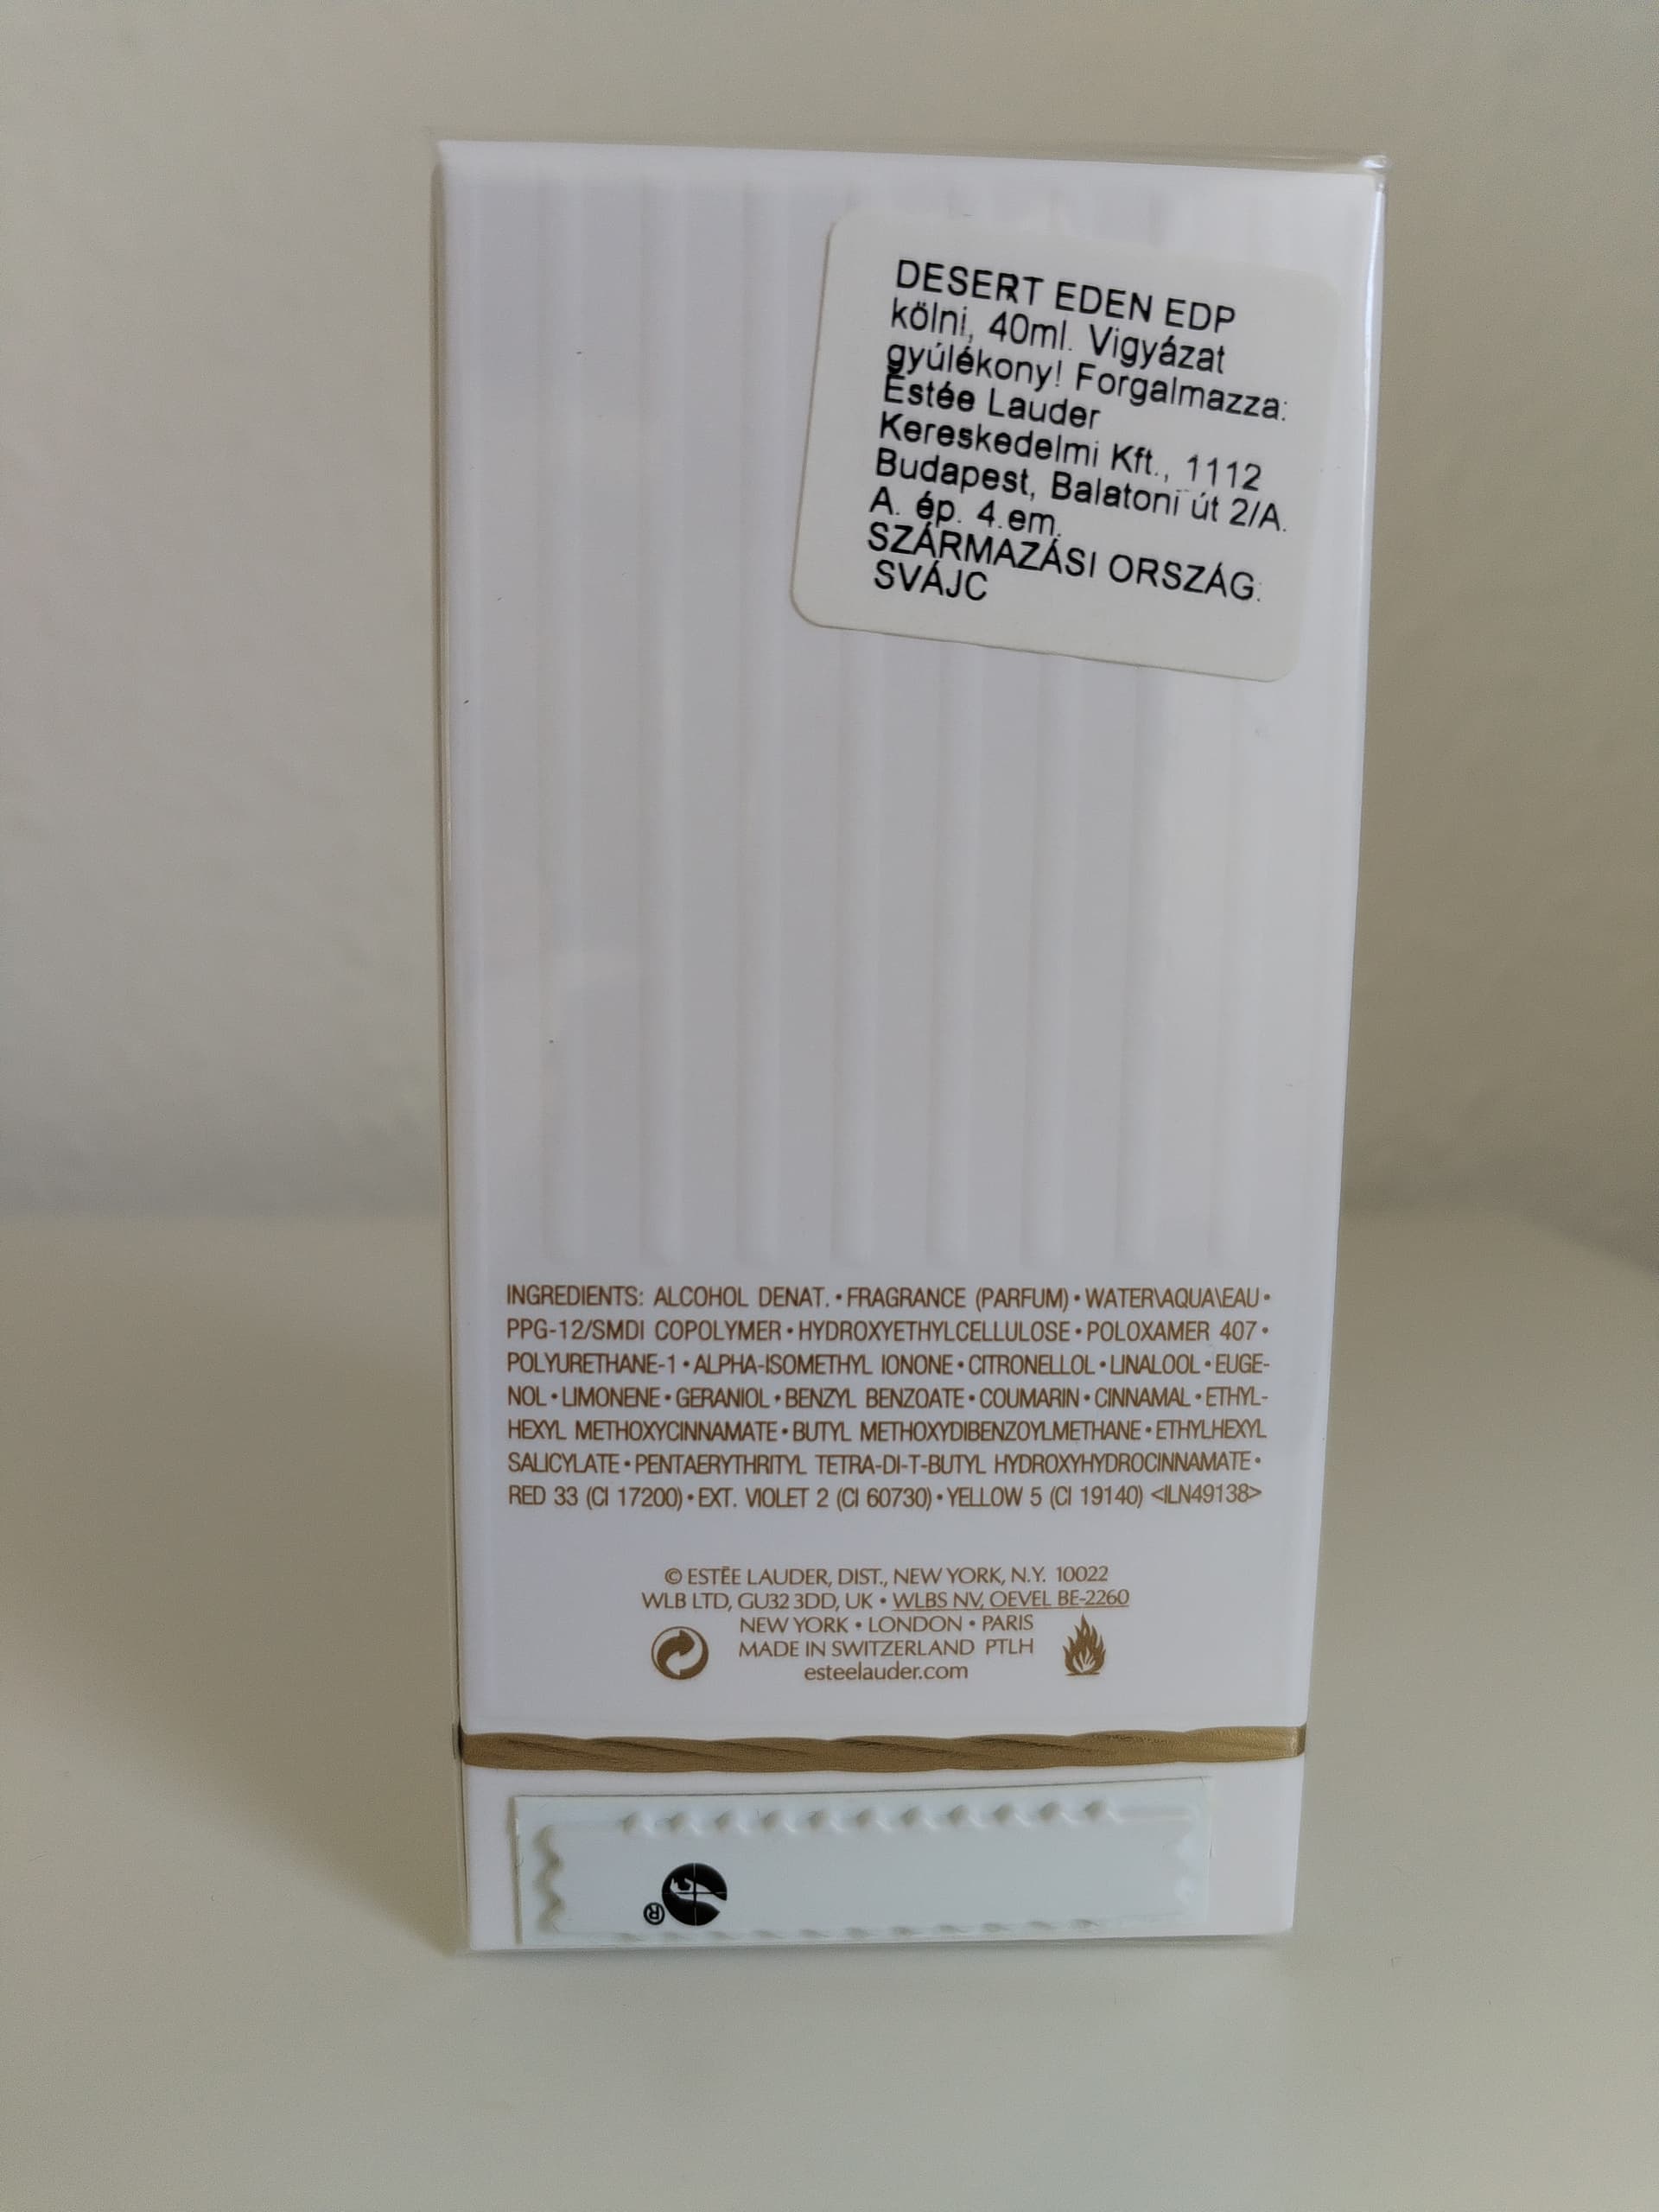 DESERT EDEN EDP
kölni, 40ml. Vigyázat
gyúlékony! Forgalmazza:
Estée Lauder
Kereskedelmi Kft., 1112
Budapest, Balatoni út 2/A.
A. ép. 4.em.
SZÁRMAZÁSI ORSZÁG:
SVÁJC
INGREDIENTS: ALCOHOL DENAT. • FRAGRANCE (PARFUM) • WATER\AQUA\EAU •
PPG-12/SMDI COPOLYMER • HYDROXYETHYLCELLULOSE • POLOXAMER 407 •
POLYURETHANE-1 • ALPHA-ISOMETHYL IONONE • CITRONELLOL • LINALOOL • EUGE-
NOL • LIMONENE • GERANIOL • BENZYL BENZOATE • COUMARIN • CINNAMAL • ETHYL-
HEXYL METHOXYCINNAMATE • BUTYL METHOXYDIBENZOYLMETHANE • ETHYLHEXYL
SALICYLATE • PENTAERYTHRITYL TETRA-DI-T-BUTYL HYDROXYHYDROCINNAMATE •
RED 33 (CI 17200) • EXT. VIOLET 2 (CI 60730) • YELLOW 5 (CI 19140) <ILN49138>
© ESTĒE LAUDER, DIST., NEW YORK, N.Y. 10022
WLB LTD, GU32 3DD, UK • WLBS NV, OEVEL BE-2260
NEW YORK • LONDON • PARIS
MADE IN SWITZERLAND PTLH
esteelauder.com
®